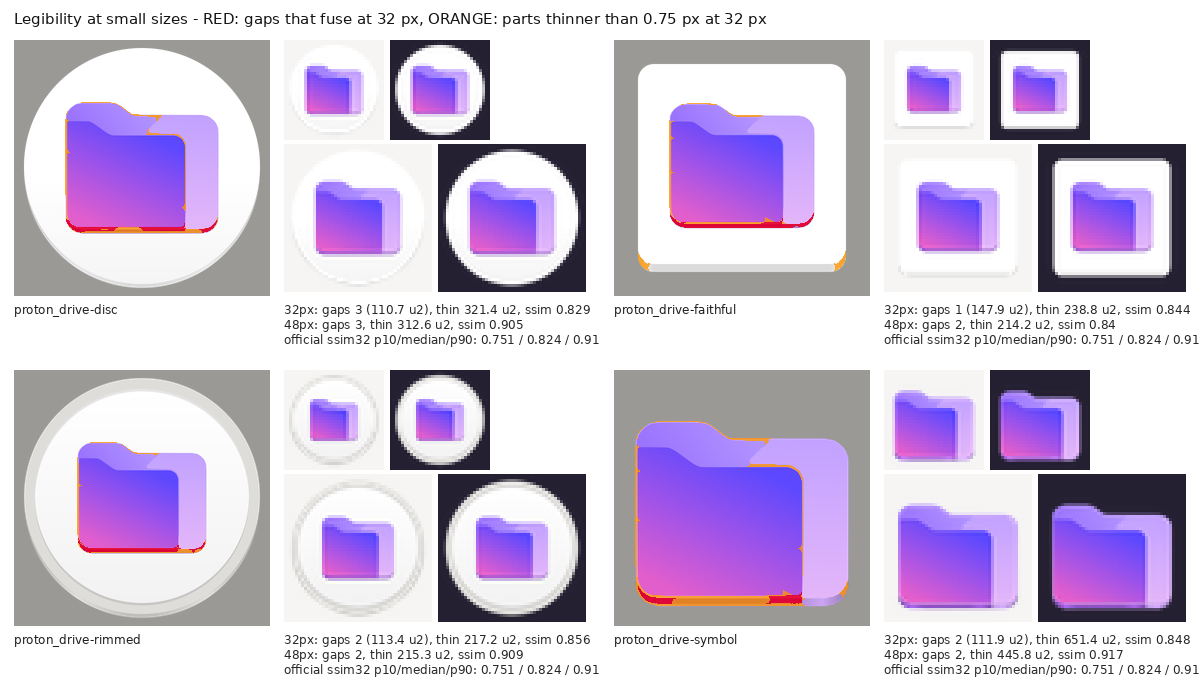 Legibility at small sizes - RED: gaps that fuse at 32 px, ORANGE: parts thinner than 0.75 px at 32 px
proton_drive-disc
32px: gaps 3 (110.7 u2), thin 321.4 u2, ssim 0.829
48px: gaps 3, thin 312.6 u2, ssim 0.905
official ssim32 p10/median/p90: 0.751 / 0.824 / 0.91
proton_drive-faithful
32px: gaps 1 (147.9 u2), thin 238.8 u2, ssim 0.844
48px: gaps 2, thin 214.2 u2, ssim 0.84
official ssim32 p10/median/p90: 0.751 / 0.824 / 0.91
proton_drive-rimmed
32px: gaps 2 (113.4 u2), thin 217.2 u2, ssim 0.856
48px: gaps 2, thin 215.3 u2, ssim 0.909
official ssim32 p10/median/p90: 0.751 / 0.824 / 0.91
proton_drive-symbol
32px: gaps 2 (111.9 u2), thin 651.4 u2, ssim 0.848
48px: gaps 2, thin 445.8 u2, ssim 0.917
official ssim32 p10/median/p90: 0.751 / 0.824 / 0.91